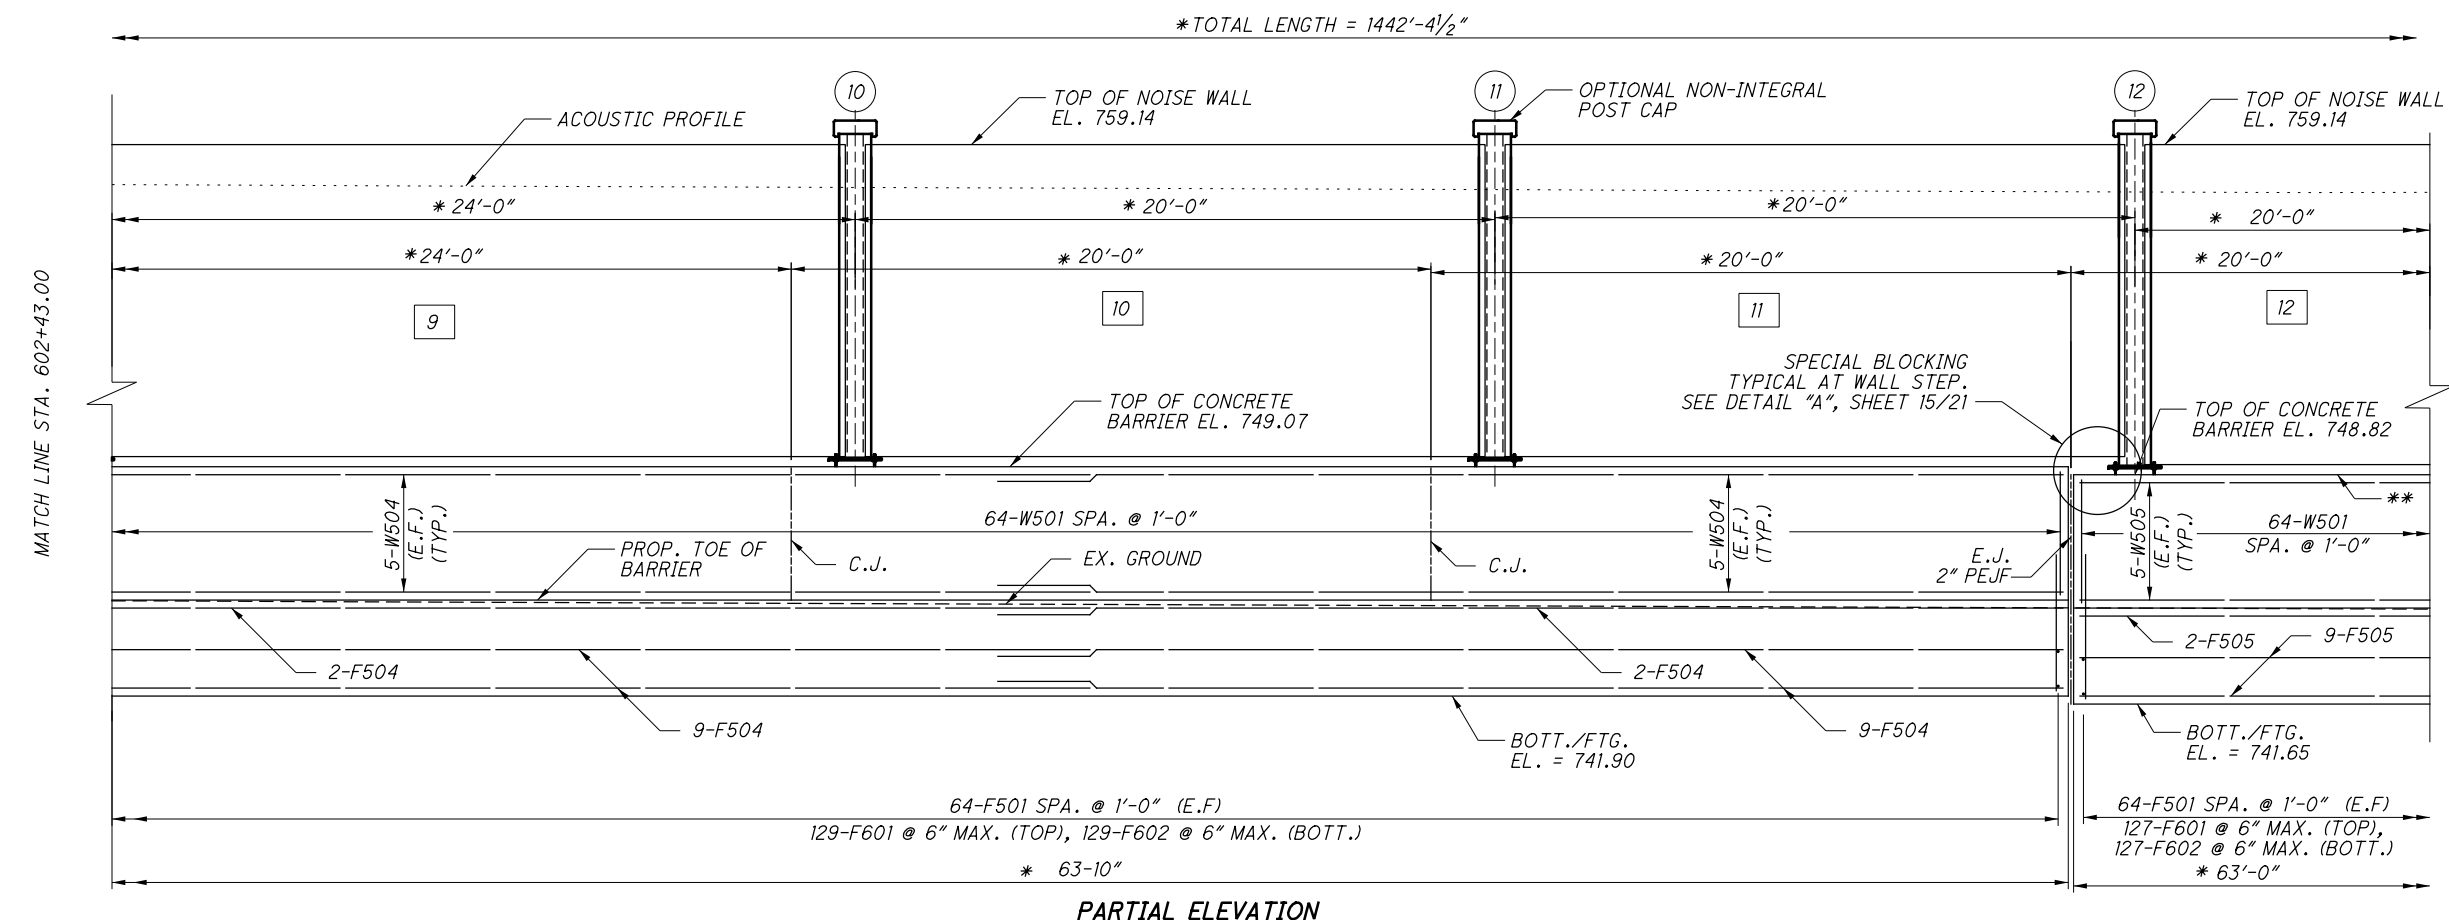 *TOTAL LENGTH = 1442'-4½"
10
11
12
ACOUSTIC PROFILE
TOP OF NOISE WALL
EL. 759.14
OPTIONAL NON-INTEGRAL
POST CAP
TOP OF NOISE WALL
EL. 759.14
* 24'-0"
* 20'-0"
*20'-0"
* 20'-0"
*24'-0"
* 20'-0"
* 20'-0"
* 20'-0"
9
10
11
12
MATCH LINE STA. 602+43.00
SPECIAL BLOCKING
TYPICAL AT WALL STEP.
SEE DETAIL "A", SHEET 15/21
TOP OF CONCRETE
BARRIER EL. 749.07
TOP OF CONCRETE
BARRIER EL. 748.82
**
5-W504
(E.F.)
(TYP.)
64-W501 SPA. @ 1'-0"
5-W504
(E.F.)
(TYP.)
5-W505
(E.F.)
(TYP.)
64-W501
SPA. @ 1'-0"
PROP. TOE OF
BARRIER
C.J.
EX. GROUND
C.J.
E.J.
2" PEJF
2-F504
2-F504
2-F505
9-F505
9-F504
9-F504
BOTT./FTG.
EL. = 741.90
BOTT./FTG.
EL. = 741.65
64-F501 SPA. @ 1'-0" (E.F)
129-F601 @ 6" MAX. (TOP), 129-F602 @ 6" MAX. (BOTT.)
64-F501 SPA. @ 1'-0" (E.F)
127-F601 @ 6" MAX. (TOP),
127-F602 @ 6" MAX. (BOTT.)
* 63-10"
* 63'-0"
PARTIAL ELEVATION